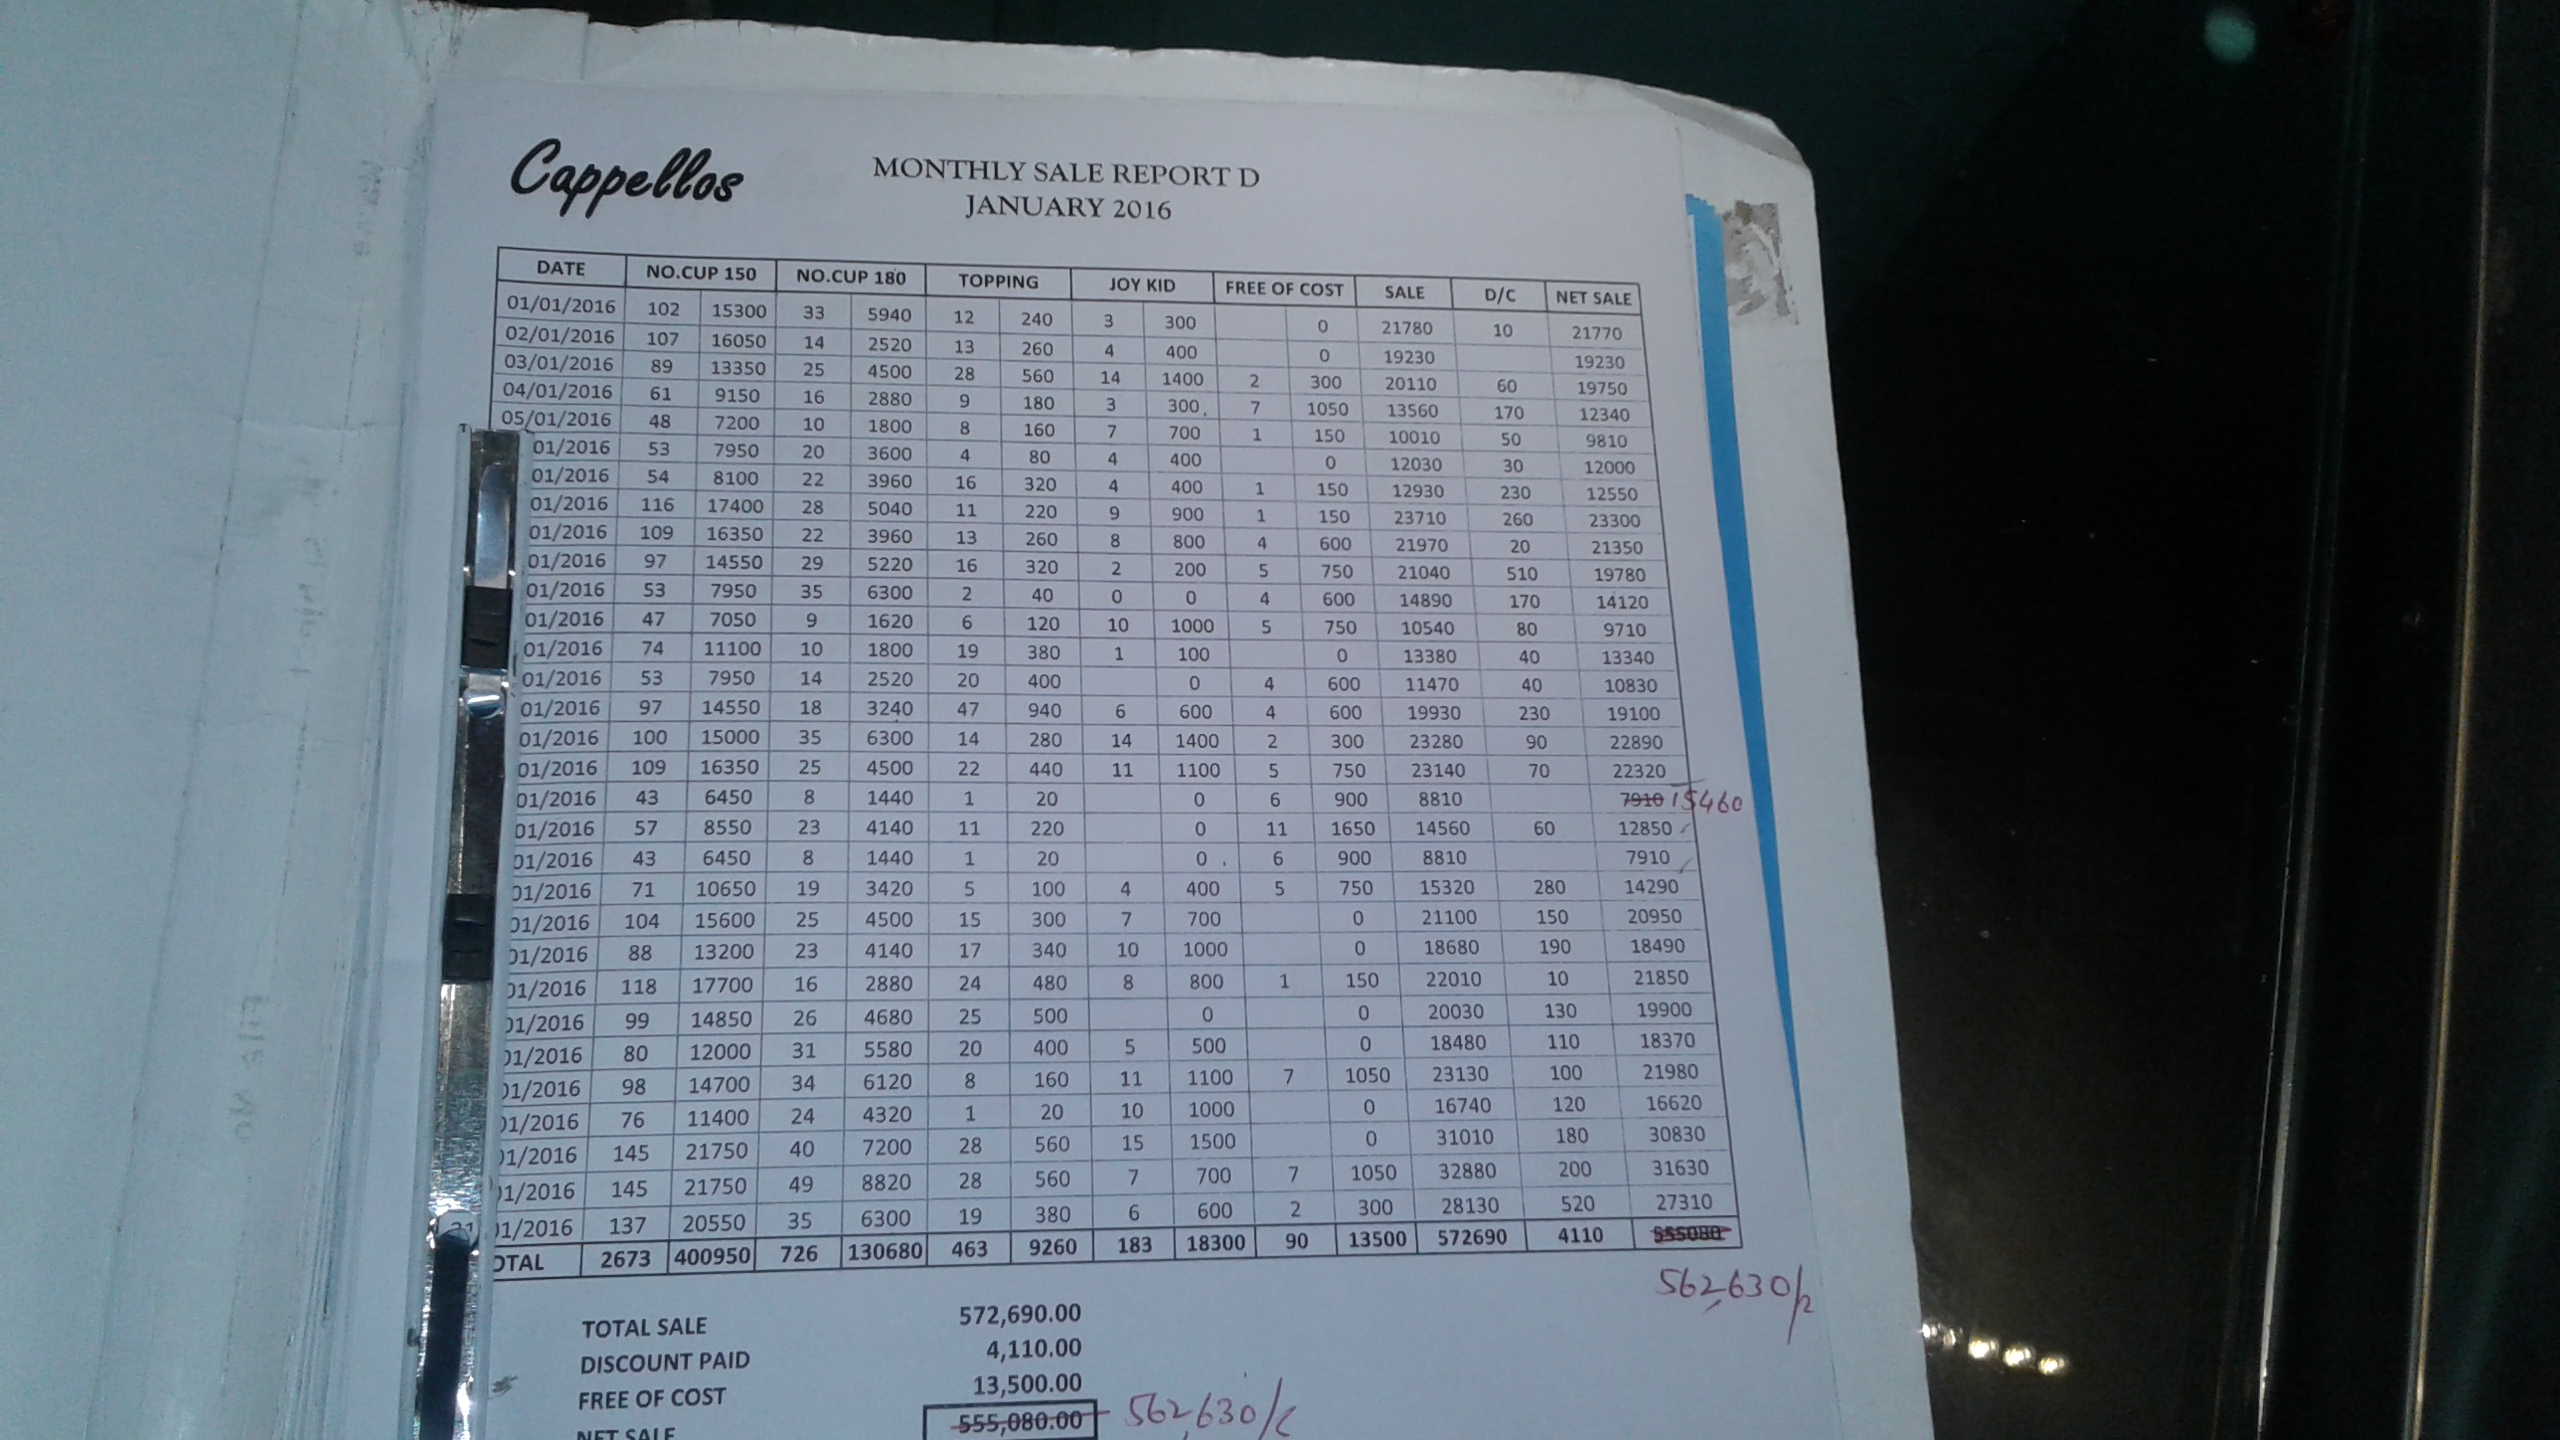 Cappellos
MONTHLY SALE REPORT D
JANUARY 2016
DATE NO.CUP 150 NO.CUP 180 TOPPING JOY KID FREE OF COST SALE D/C NET SALE
01/01/2016 102 15300 33 5940 12 240 3 300 0 21780 10 21770
02/01/2016 107 16050 14 2520 13 260 4 400 0 19230 19230
03/01/2016 89 13350 25 4500 28 560 14 1400 2 300 20110 60 19750
04/01/2016 61 9150 16 2880 9 180 3 300 7 1050 13560 170 12340
05/01/2016 48 7200 10 1800 8 160 7 700 1 150 10010 50 9810
01/2016 53 7950 20 3600 4 80 4 400 0 12030 30 12000
01/2016 54 8100 22 3960 16 320 4 400 1 150 12930 230 12550
01/2016 116 17400 28 5040 11 220 9 900 1 150 23710 260 23300
01/2016 109 16350 22 3960 13 260 8 800 4 600 21970 20 21350
01/2016 97 14550 29 5220 16 320 2 200 5 750 21040 510 19780
01/2016 53 7950 35 6300 2 40 0 0 4 600 14890 170 14120
01/2016 47 7050 9 1620 6 120 10 1000 5 750 10540 80 9710
01/2016 74 11100 10 1800 19 380 1 100 0 13380 40 13340
01/2016 53 7950 14 2520 20 400 0 4 600 11470 40 10830
01/2016 97 14550 18 3240 47 940 6 600 4 600 19930 230 19100
01/2016 100 15000 35 6300 14 280 14 1400 2 300 23280 90 22890
01/2016 109 16350 25 4500 22 440 11 1100 5 750 23140 70 22320
01/2016 43 6450 8 1440 1 20 0 6 900 8810 7910 15460
01/2016 57 8550 23 4140 11 220 0 11 1650 14560 60 12850
01/2016 43 6450 8 1440 1 20 0 6 900 8810 7910
01/2016 71 10650 19 3420 5 100 4 400 5 750 15320 280 14290
01/2016 104 15600 25 4500 15 300 7 700 0 21100 150 20950
01/2016 88 13200 23 4140 17 340 10 1000 0 18680 190 18490
01/2016 118 17700 16 2880 24 480 8 800 1 150 22010 10 21850
01/2016 99 14850 26 4680 25 500 0 0 20030 130 19900
01/2016 80 12000 31 5580 20 400 5 500 0 18480 110 18370
01/2016 98 14700 34 6120 8 160 11 1100 7 1050 23130 100 21980
01/2016 76 11400 24 4320 1 20 10 1000 0 16740 120 16620
01/2016 145 21750 40 7200 28 560 15 1500 0 31010 180 30830
01/2016 145 21750 49 8820 28 560 7 700 7 1050 32880 200 31630
01/2016 137 20550 35 6300 19 380 6 600 2 300 28130 520 27310
OTAL 2673 400950 726 130680 463 9260 183 18300 90 13500 572690 4110 555080
562-630/2
TOTAL SALE 572,690.00
DISCOUNT PAID 4,110.00
FREE OF COST 13,500.00
NET SALE 555,080.00 562-630/2